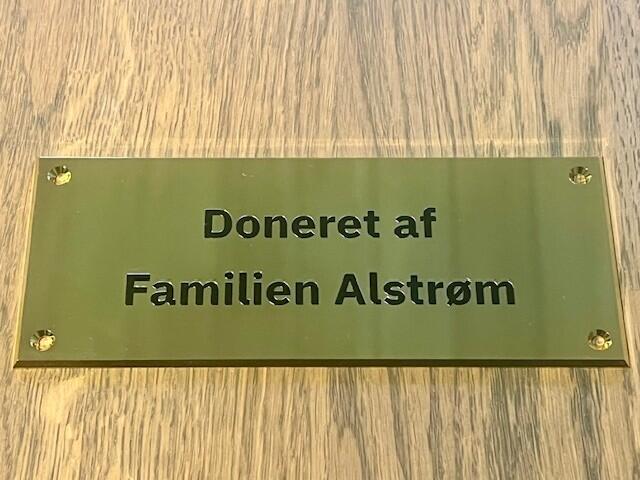 Doneret af
Familien Alstrøm